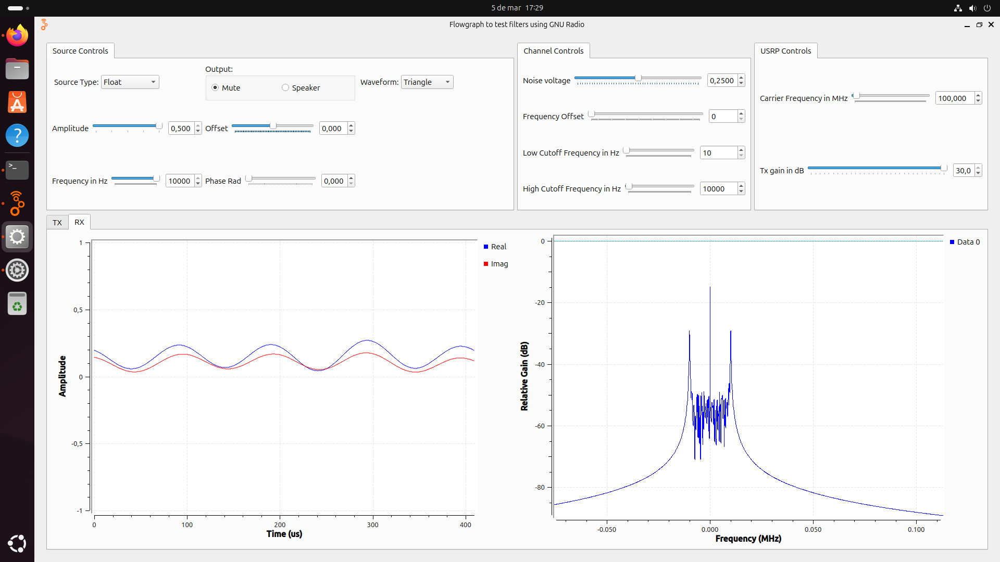 5 de mar 17:29
Flowgraph to test filters using GNU Radio
Source Controls
Source Type: Float
Output:
Mute
Speaker
Waveform: Triangle
Amplitude 0,500
Offset 0,000
Frequency in Hz 10000
Phase Rad 0,000
Channel Controls
Noise voltage 0,2500
Frequency Offset 0
Low Cutoff Frequency in Hz 10
High Cutoff Frequency in Hz 10000
USRP Controls
Carrier Frequency in MHz 100,000
Tx gain in dB 30,0
TX RX
1
0,5
0
-0,5
-1
Amplitude
0 100 200 300 400
Time (us)
Real
Imag
0
-20
-40
-60
-80
Relative Gain (dB)
-0.050 0.000 0.050 0.100
Frequency (MHz)
Data 0